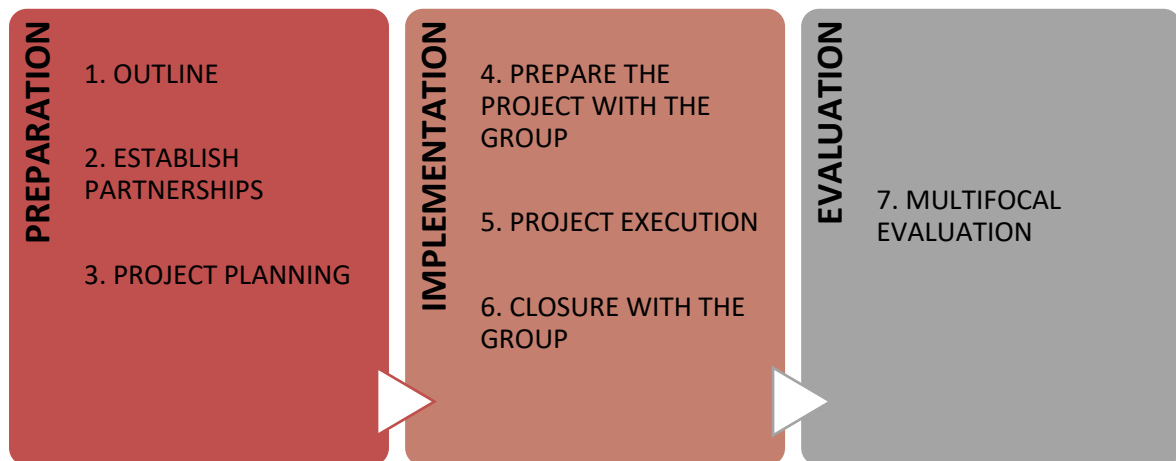 PREPARATION
1. OUTLINE
2. ESTABLISH
PARTNERSHIPS
3. PROJECT PLANNING
IMPLEMENTATION
4. PREPARE THE
PROJECT WITH THE
GROUP
5. PROJECT EXECUTION
6. CLOSURE WITH THE
GROUP
EVALUATION
7. MULTIFOCAL
EVALUATION